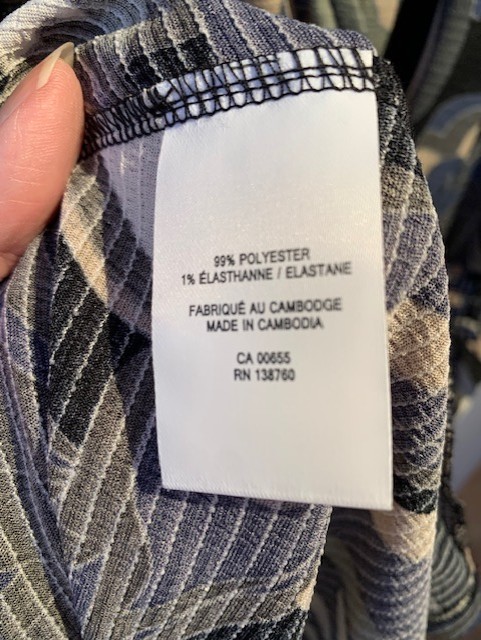 99% POLYESTER
1% ÉLASTHANNE / ELASTANE
FABRIQUÉ AU CAMBODGE
MADE IN CAMBODIA
CA 00655
RN 138760